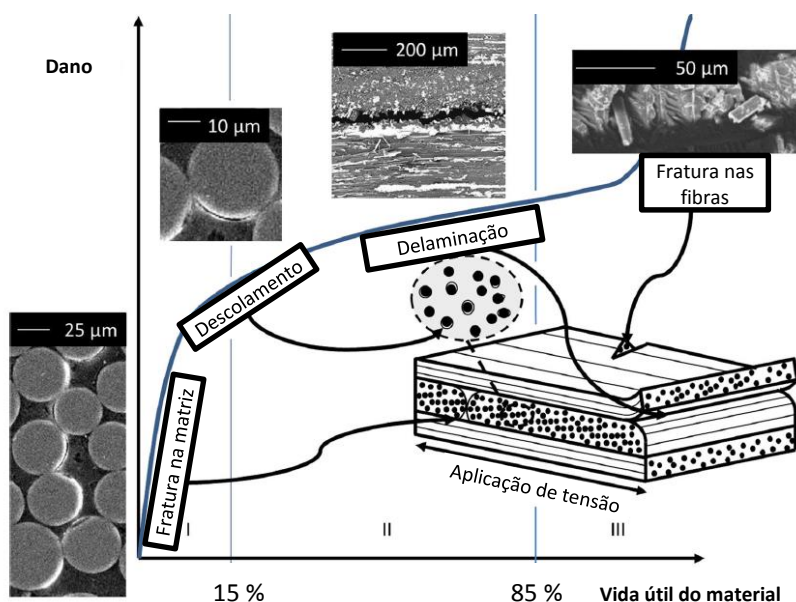 Dano
200 µm
50 µm
10 µm
Fratura nas
fibras
Delaminação
Descolamento
25 µm
Fratura na matriz
Aplicação de tensão
I
II
III
15 %
85 %
Vida útil do material